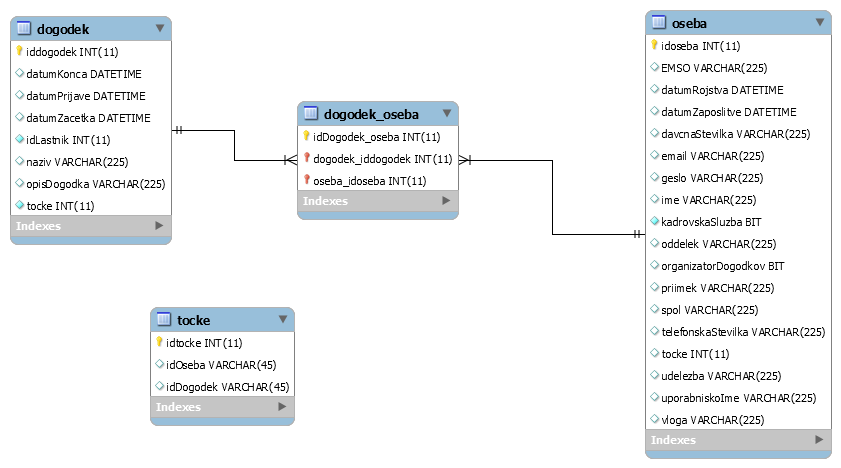 dogodek
iddogodek INT(11)
datumKonca DATETIME
datumPrijave DATETIME
datumZacetka DATETIME
idLastnik INT(11)
naziv VARCHAR(225)
opisDogodka VARCHAR(225)
tocke INT(11)
Indexes
dogodek_oseba
idDogodek_oseba INT(11)
dogodek_iddogodek INT(11)
oseba_idoseba INT(11)
Indexes
oseba
idoseba INT(11)
EMSO VARCHAR(225)
datumRojstva DATETIME
datumZaposlitve DATETIME
davcnaStevilka VARCHAR(225)
email VARCHAR(225)
geslo VARCHAR(225)
ime VARCHAR(225)
kadrovskaSluzba BIT
oddelek VARCHAR(225)
organizatorDogodkov BIT
priimek VARCHAR(225)
spol VARCHAR(225)
telefonskaStevilka VARCHAR(225)
tocke INT(11)
udelezba VARCHAR(225)
uporabniskoIme VARCHAR(225)
vloga VARCHAR(225)
Indexes
tocke
idtocke INT(11)
idOseba VARCHAR(45)
idDogodek VARCHAR(45)
Indexes